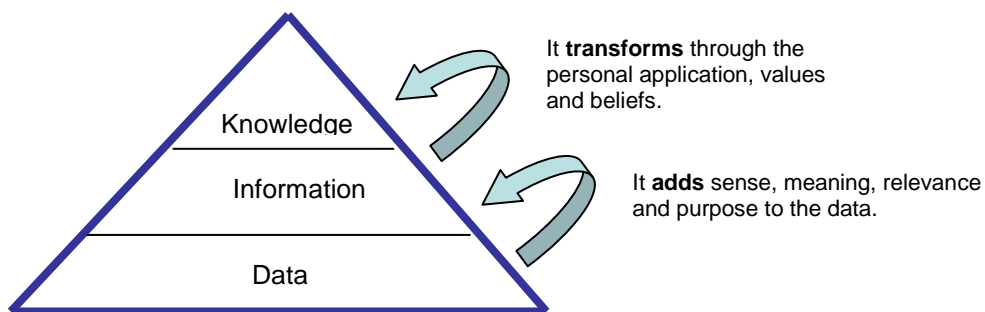 It transforms through the
personal application, values
and beliefs.
Knowledge
Information
It adds sense, meaning, relevance
and purpose to the data.
Data